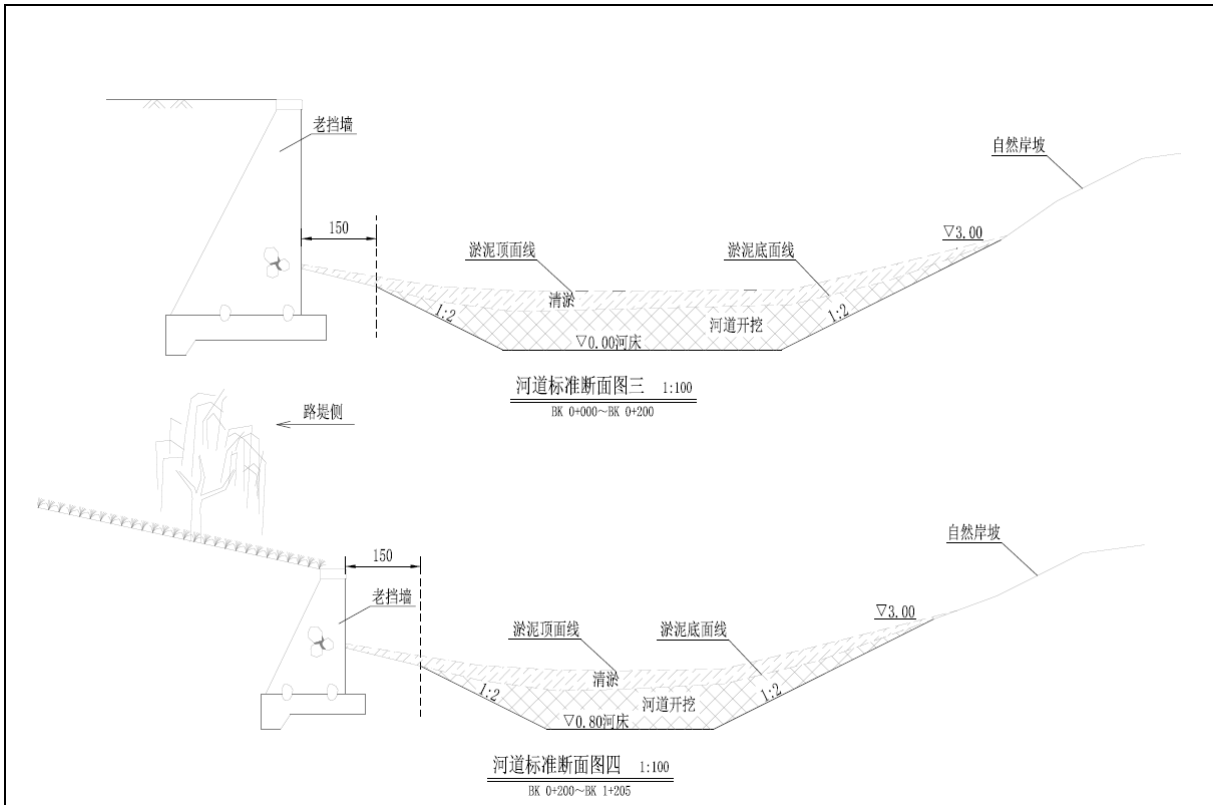 老挡墙
自然岸坡
150
▽3.00
淤泥顶面线
淤泥底面线
清淤
1:2
1:2
河道开挖
▽0.00河床
河道标准断面图三 1:100
BK 0+000～BK 0+200
路堤侧
150
自然岸坡
老挡墙
▽3.00
淤泥顶面线
淤泥底面线
清淤
1:2
1:2
河道开挖
▽0.80河床
河道标准断面图四 1:100
BK 0+200～BK 1+205